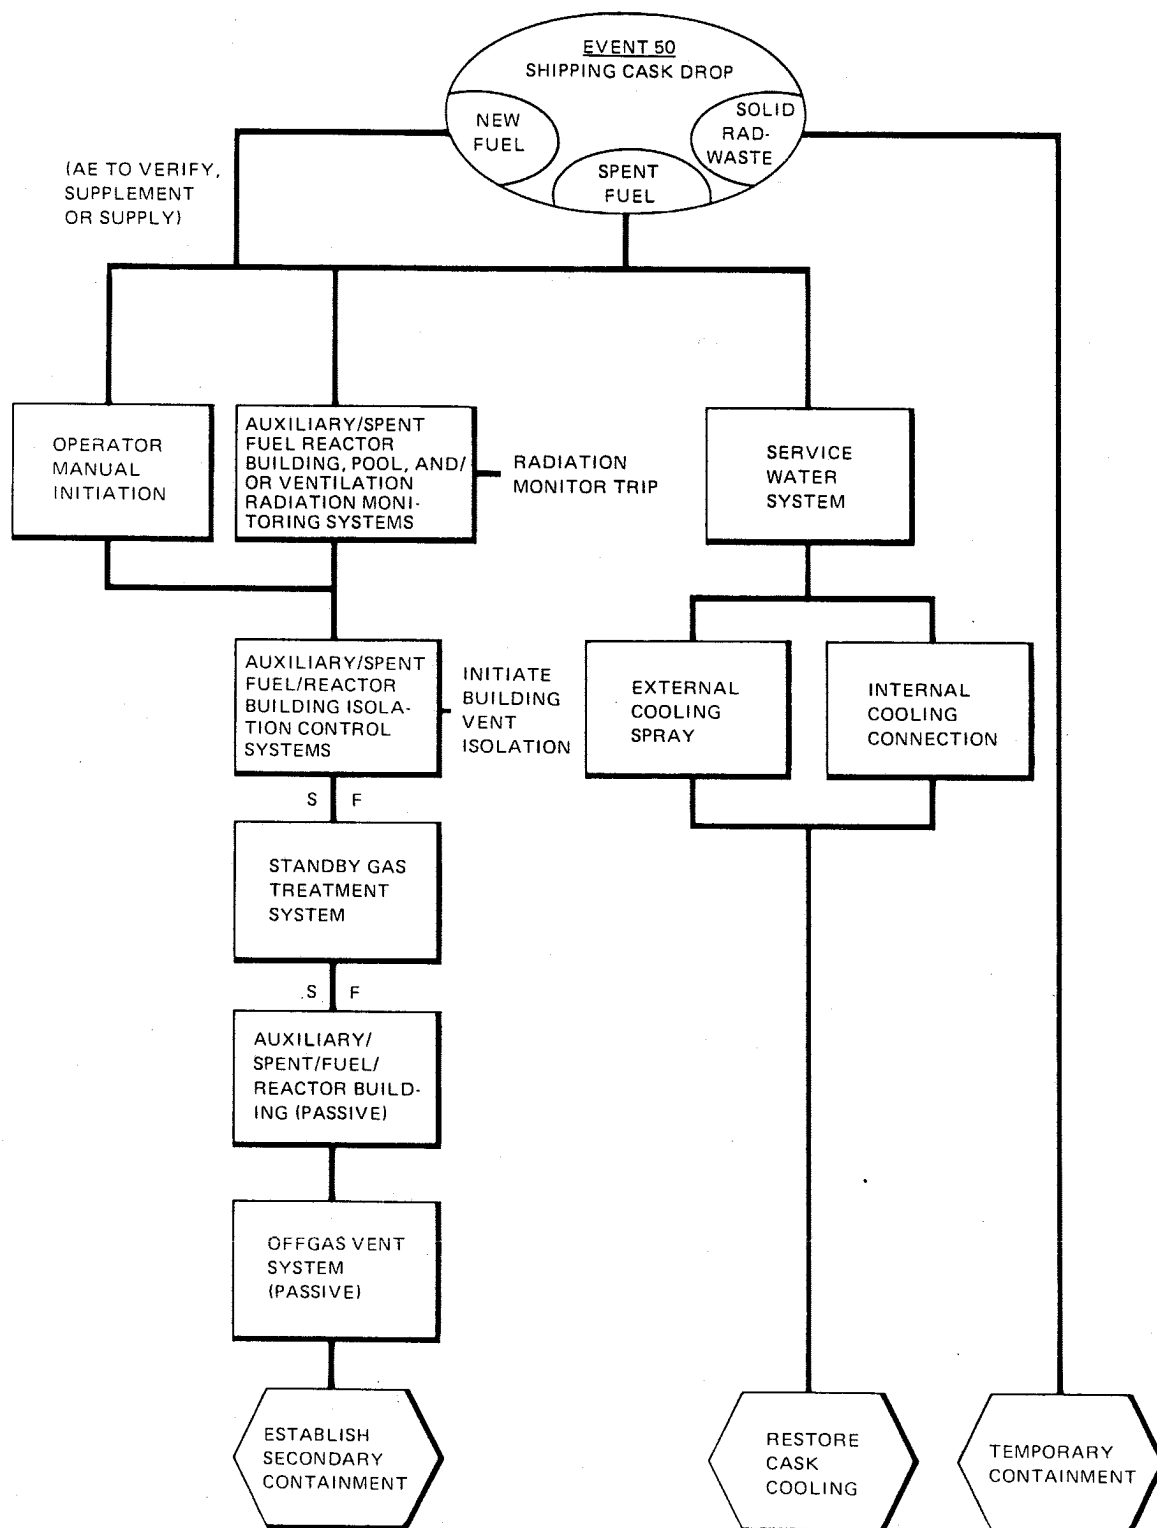 EVENT 50
SHIPPING CASK DROP
NEW
FUEL
SPENT
FUEL
SOLID
RAD-
WASTE
(AE TO VERIFY,
SUPPLEMENT
OR SUPPLY)
OPERATOR
MANUAL
INITIATION
AUXILIARY/SPENT
FUEL REACTOR
BUILDING, POOL, AND/
OR VENTILATION
RADIATION MONI-
TORING SYSTEMS
RADIATION
MONITOR TRIP
SERVICE
WATER
SYSTEM
AUXILIARY/SPENT
FUEL/REACTOR
BUILDING ISOLA-
TION CONTROL
SYSTEMS
INITIATE
BUILDING
VENT
ISOLATION
EXTERNAL
COOLING
SPRAY
INTERNAL
COOLING
CONNECTION
S F
STANDBY GAS
TREATMENT
SYSTEM
S F
AUXILIARY/
SPENT/FUEL/
REACTOR BUILD-
ING (PASSIVE)
OFFGAS VENT
SYSTEM
(PASSIVE)
ESTABLISH
SECONDARY
CONTAINMENT
RESTORE
CASK
COOLING
TEMPORARY
CONTAINMENT